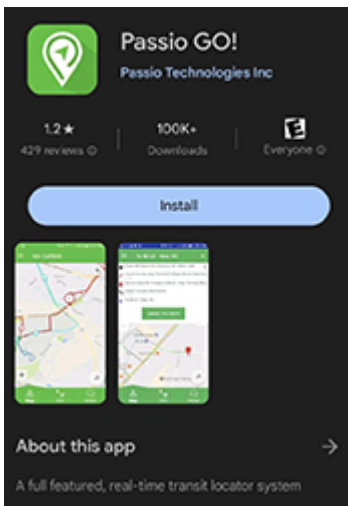 Passio GO!
Passio Technologies Inc
1.2★
429 reviews
100K+
Downloads
E
Everyone
Install
About this app
A full featured, real-time transit locator system